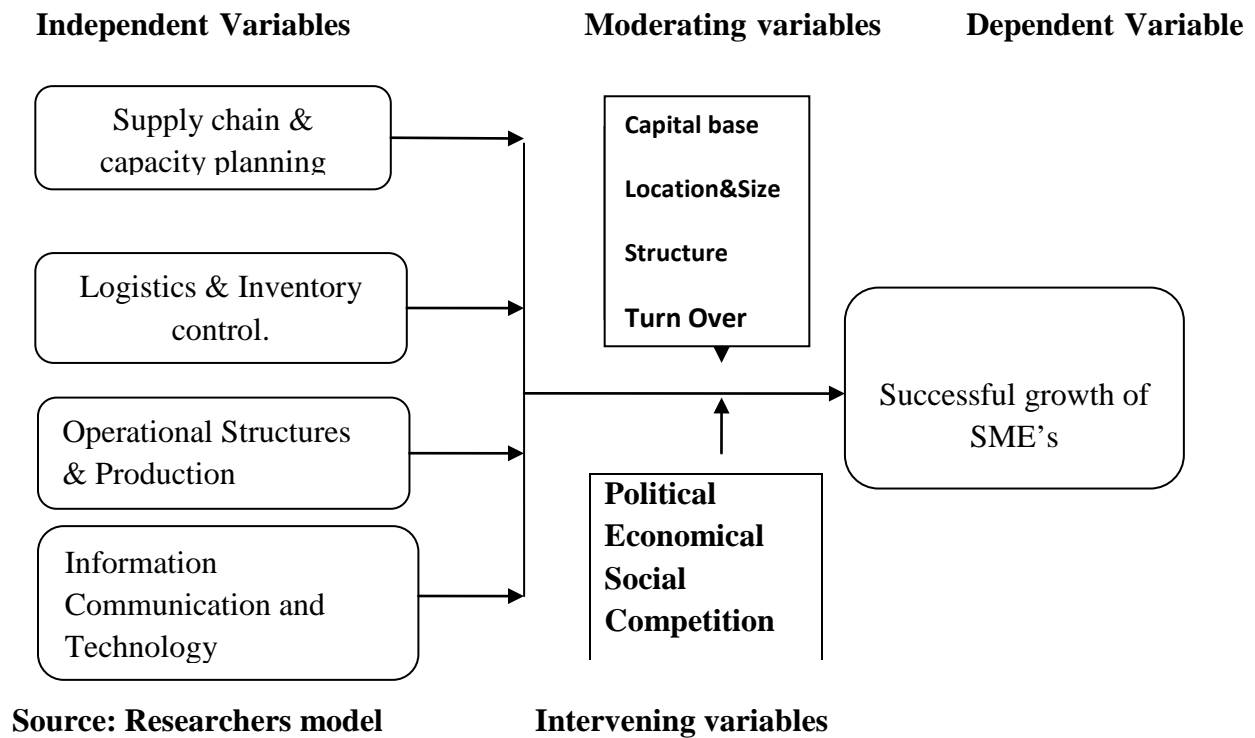 Independent Variables
Moderating variables
Dependent Variable
Supply chain &
capacity planning
Logistics & Inventory
control.
Operational Structures
& Production
Information
Communication and
Technology
Capital base
Location&Size
Structure
Turn Over
Political
Economical
Social
Competition
Successful growth of
SME’s
Source: Researchers model
Intervening variables